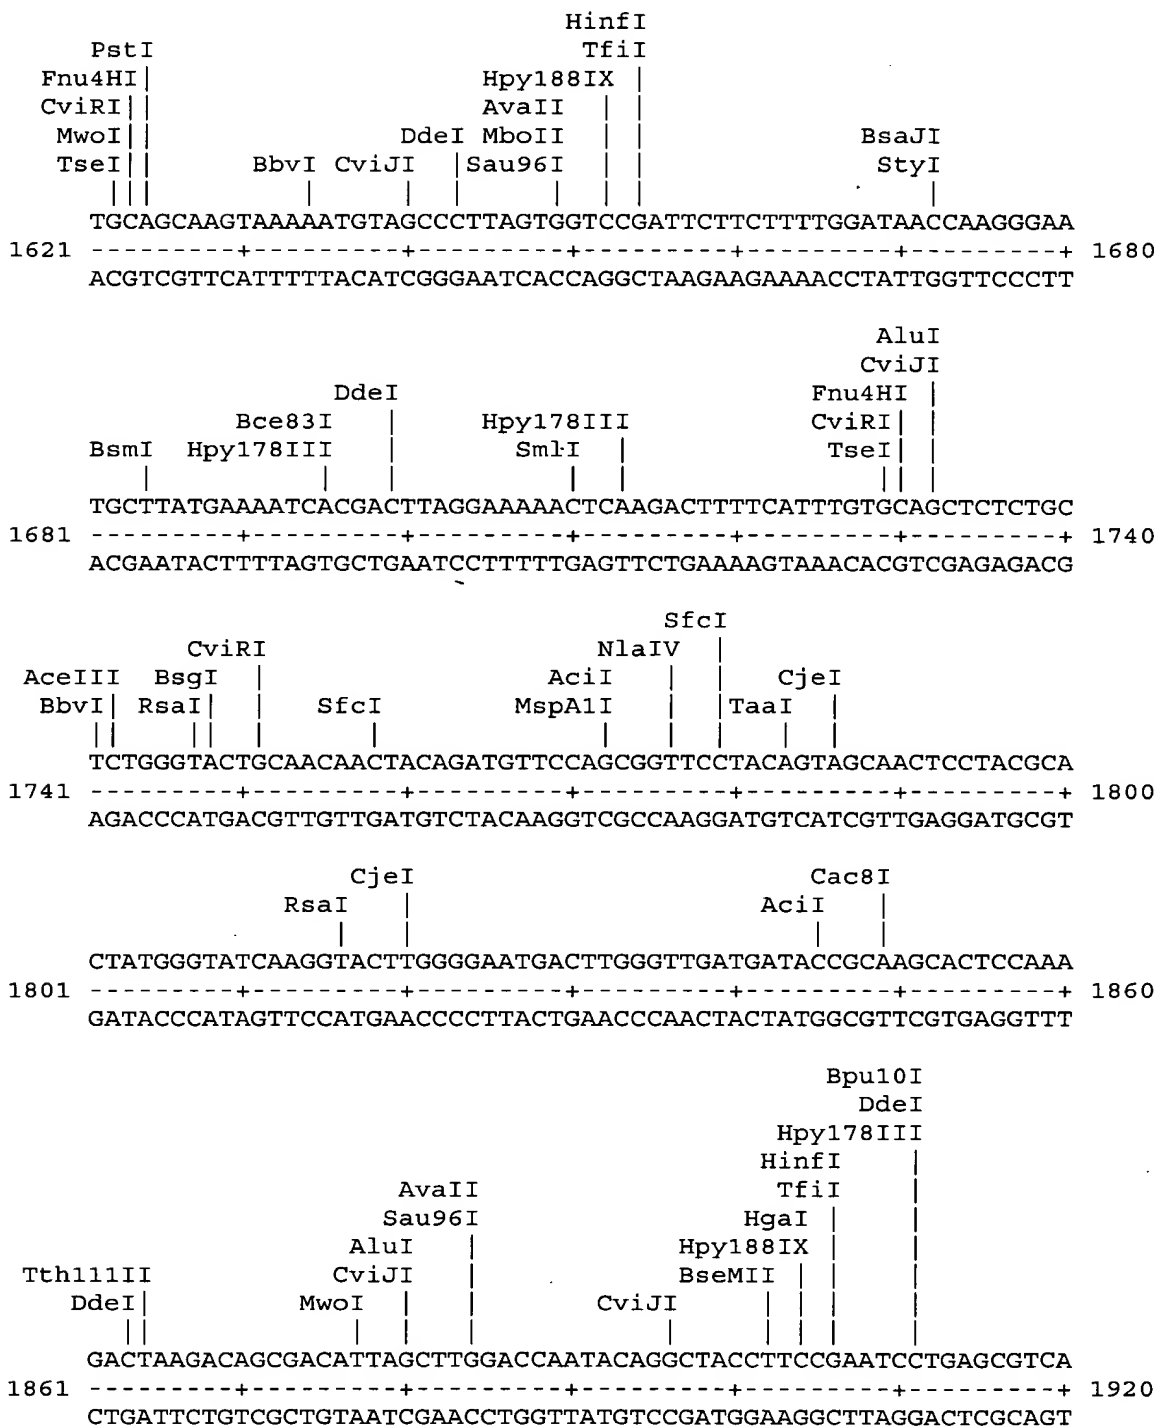 HinfI
PstI TfiI
Fnu4HI Hpy188IX
CviRI AvaII
MwoI DdeI MboII BsaJI
TseI BbvI CviJI Sau96I StyI
TGCAGCAAGTAAAAATGTAGCCCTTAGTGGTCCGATTCTTCTTTTGGATAACCAAGGGAA
1621 ---------+---------+---------+---------+---------+---------+ 1680
ACGTCGTTCATTTTTACATCGGGAATCACCAGGCTAAGAAGAAAACCTATTGGTTCCCTT
AluI
CviJI
DdeI Fnu4HI
Bce83I Hpy178III CviRI
BsmI Hpy178III SmlI TseI
TGCTTATGAAAATCACGACTTAGGAAAAACTCAAGACTTTTCATTTGTGCAGCTCTCTGC
1681 ---------+---------+---------+---------+---------+---------+ 1740
ACGAATACTTTTAGTGCTGAATCCTTTTTGAGTTCTGAAAAGTAAACACGTCGAGAGACG
SfcI
CviRI NlaIV
AceIII BsgI AciI CjeI
BbvI RsaI SfcI MspA1I TaaI
TCTGGGTACTGCAACAACTACAGATGTTCCAGCGGTTCCTACAGTAGCAACTCCTACGCA
1741 ---------+---------+---------+---------+---------+---------+ 1800
AGACCCATGACGTTGTTGATGTCTACAAGGTCGCCAAGGATGTCATCGTTGAGGATGCGT
CjeI Cac8I
RsaI AciI
CTATGGGTATCAAGGTACTTGGGGAATGACTTGGGTTGATGATACCGCAAGCACTCCAAA
1801 ---------+---------+---------+---------+---------+---------+ 1860
GATACCCATAGTTCCATGAACCCCTTACTGAACCCAACTACTATGGCGTTCGTGAGGTTT
Bpu10I
DdeI
Hpy178III
HinfI
AvaII TfiI
Sau96I HgaI
AluI Hpy188IX
Tth111II CviJI BseMII
DdeI MwoI CviJI
GACTAAGACAGCGACATTAGCTTGGACCAATACAGGCTACCTTCCGAATCCTGAGCGTCA
1861 ---------+---------+---------+---------+---------+---------+ 1920
CTGATTCTGTCGCTGTAATCGAACCTGGTTATGTCCGATGGAAGGCTTAGGACTCGCAGT